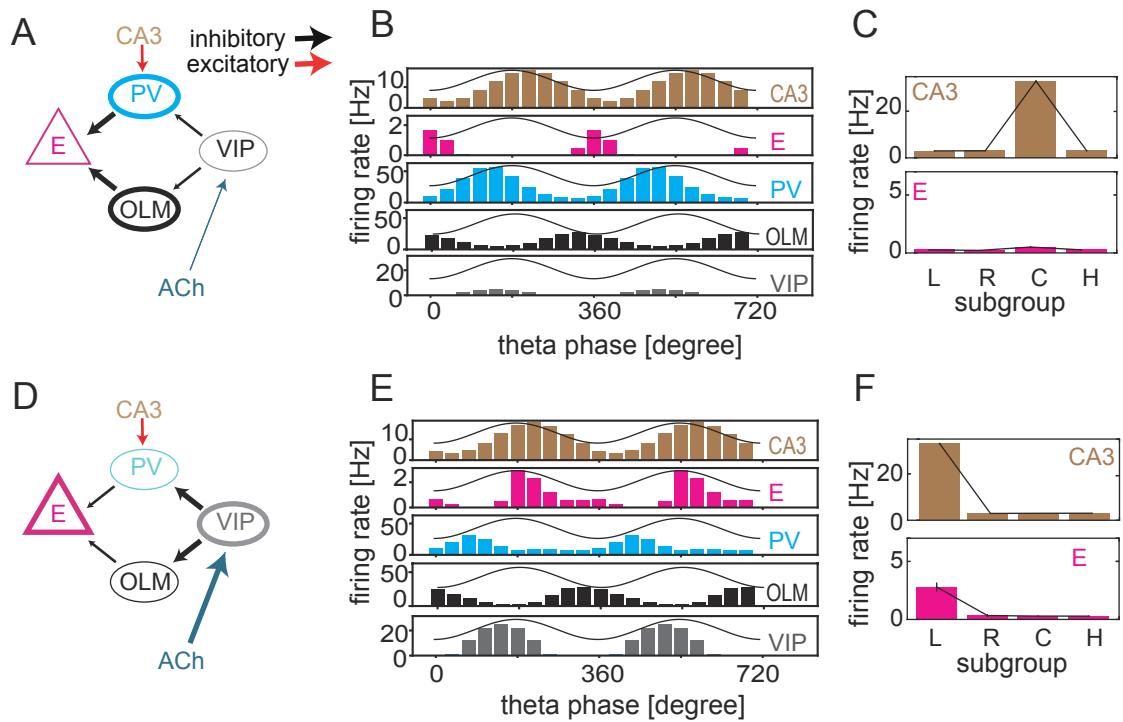 A
CA3
inhibitory
excitatory
PV
E
VIP
OLM
ACh
B
firing rate [Hz]
10
0
CA3
2
0
E
50
0
PV
50
0
OLM
20
0
VIP
0 360 720
theta phase [degree]
C
firing rate [Hz]
20
CA3
5
0
E
L R C H
subgroup
D
CA3
PV
E
VIP
OLM
ACh
E
firing rate [Hz]
10
0
CA3
2
0
E
50
0
PV
50
0
OLM
20
0
VIP
0 360 720
theta phase [degree]
F
firing rate [Hz]
20
CA3
5
0
E
L R C H
subgroup